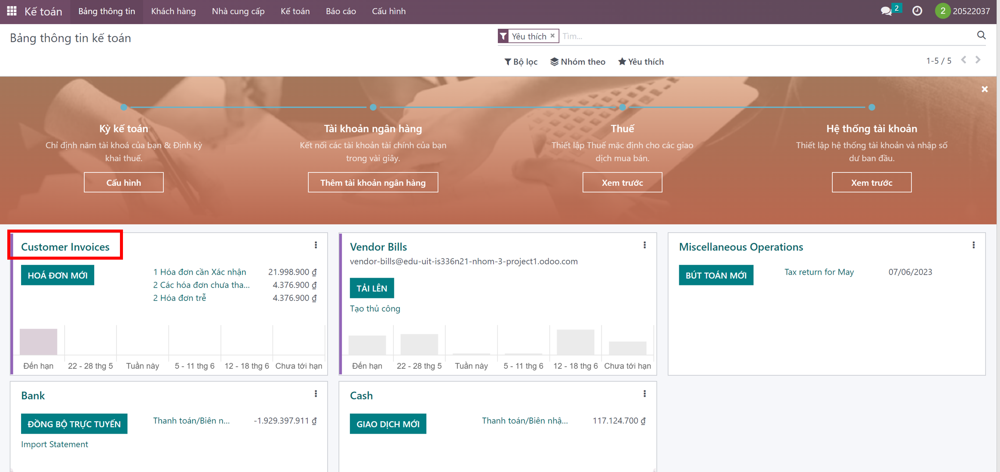 Kế toán Bảng thông tin Khách hàng Nhà cung cấp Kế toán Báo cáo Cấu hình 2 2 20522037
Bảng thông tin kế toán
Yêu thích × Tìm...
Bộ lọc Nhóm theo Yêu thích 1-5 / 5
Kỳ kế toán
Chỉ định năm tài khoá của bạn & Định kỳ
khai thuế.
Cấu hình
Tài khoản ngân hàng
Kết nối các tài khoản tài chính của bạn
trong vài giây.
Thêm tài khoản ngân hàng
Thuế
Thiết lập Thuế mặc định cho các giao
dịch mua bán.
Xem trước
Hệ thống tài khoản
Thiết lập hệ thống tài khoản và nhập số
dư ban đầu.
Xem trước
Customer Invoices
HOÁ ĐƠN MỚI
1 Hóa đơn cần Xác nhận 21.998.900 ₫
2 Các hóa đơn chưa tha... 4.376.900 ₫
2 Hóa đơn trễ 4.376.900 ₫
Đến hạn 22 - 28 thg 5 Tuần này 5 - 11 thg 6 12 - 18 thg 6 Chưa tới hạn
Vendor Bills
vendor-bills@edu-uit-is336n21-nhom-3-project1.odoo.com
TẢI LÊN
Tạo thủ công
Đến hạn 22 - 28 thg 5 Tuần này 5 - 11 thg 6 12 - 18 thg 6 Chưa tới hạn
Miscellaneous Operations
BÚT TOÁN MỚI Tax return for May 07/06/2023
Bank
ĐỒNG BỘ TRỰC TUYẾN Thanh toán/Biên n... -1.929.397.911 ₫
Import Statement
Cash
GIAO DỊCH MỚI Thanh toán/Biên nhậ... 117.124.700 ₫